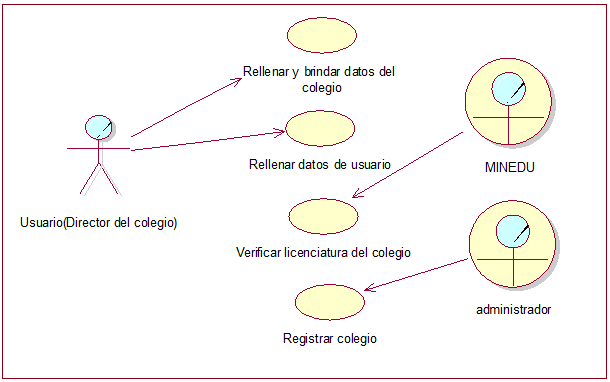 Rellenar y brindar datos del
colegio
Rellenar datos de usuario
MINEDU
Usuario(Director del colegio)
Verificar licenciatura del colegio
administrador
Registrar colegio